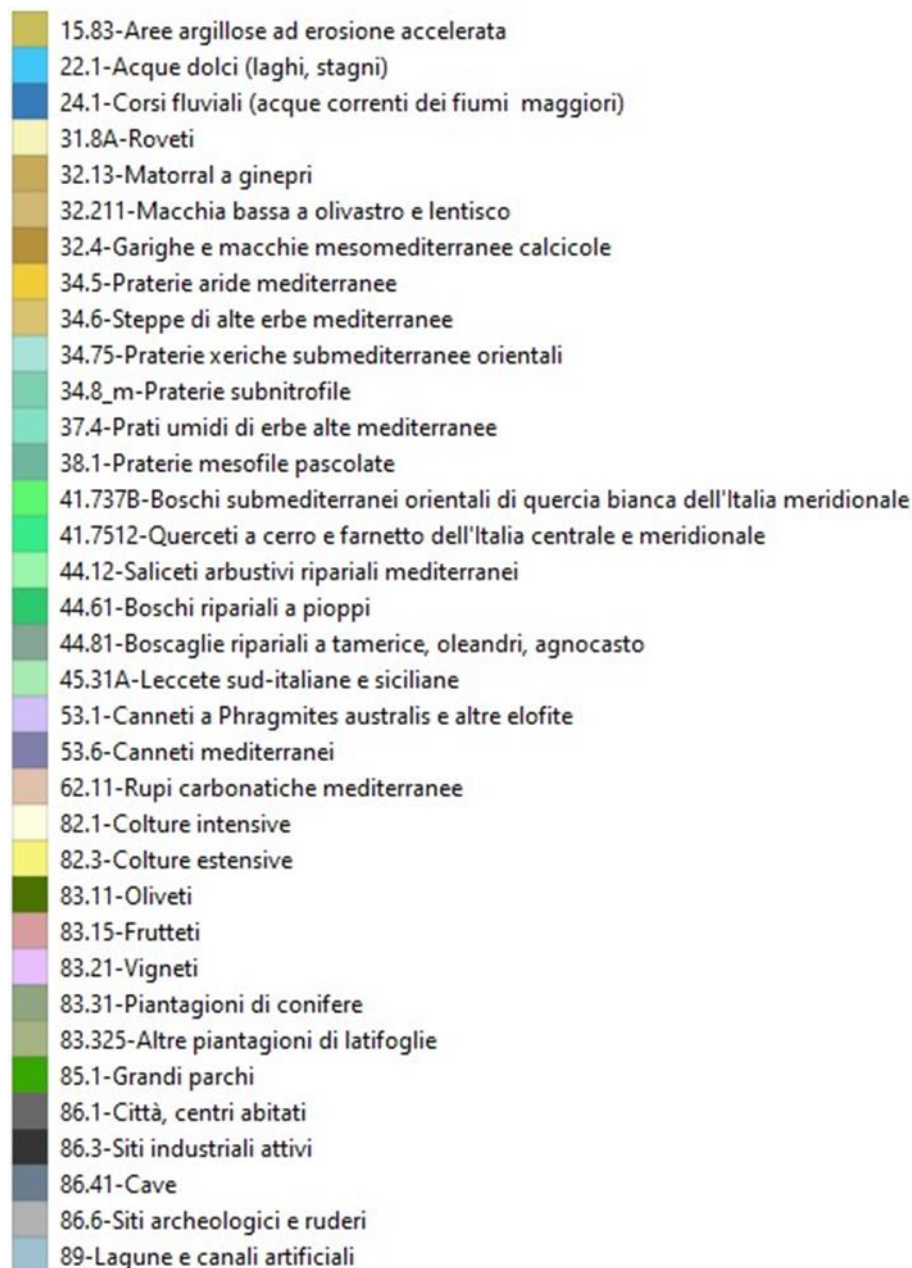 15.83-Aree argillose ad erosione accelerata
22.1-Acque dolci (laghi, stagni)
24.1-Corsi fluviali (acque correnti dei fiumi  maggiori)
31.8A-Roveti
32.13-Matorral a ginepri
32.211-Macchia bassa a olivastro e lentisco
32.4-Garighe e macchie mesomediterranee calcicole
34.5-Praterie aride mediterranee
34.6-Steppe di alte erbe mediterranee
34.75-Praterie xeriche submediterranee orientali
34.8_m-Praterie subnitrofile
37.4-Prati umidi di erbe alte mediterranee
38.1-Praterie mesofile pascolate
41.737B-Boschi submediterranei orientali di quercia bianca dell'Italia meridionale
41.7512-Querceti a cerro e farnetto dell'Italia centrale e meridionale
44.12-Saliceti arbustivi ripariali mediterranei
44.61-Boschi ripariali a pioppi
44.81-Boscaglie ripariali a tamerice, oleandri, agnocasto
45.31A-Leccete sud-italiane e siciliane
53.1-Canneti a Phragmites australis e altre elofite
53.6-Canneti mediterranei
62.11-Rupi carbonatiche mediterranee
82.1-Colture intensive
82.3-Colture estensive
83.11-Oliveti
83.15-Frutteti
83.21-Vigneti
83.31-Piantagioni di conifere
83.325-Altre piantagioni di latifoglie
85.1-Grandi parchi
86.1-Città, centri abitati
86.3-Siti industriali attivi
86.41-Cave
86.6-Siti archeologici e ruderi
89-Lagune e canali artificiali